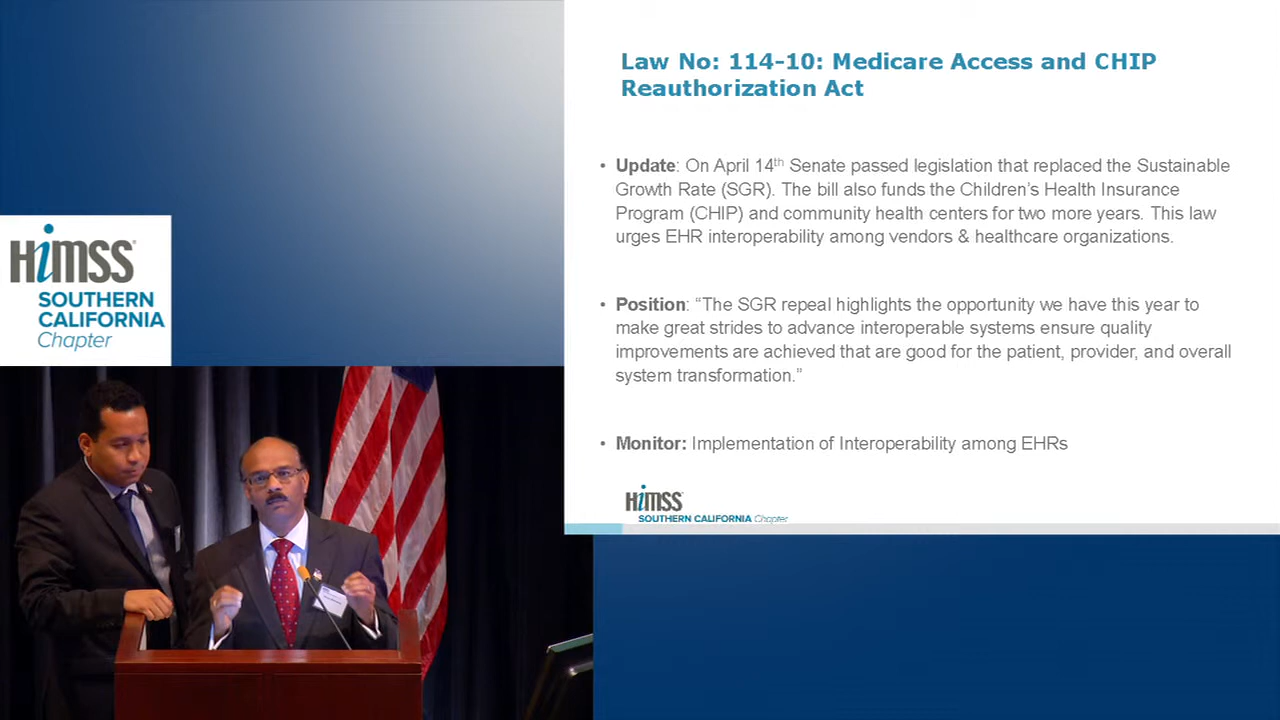 Law No: 114-10: Medicare Access and CHIP
Reauthorization Act
• Update: On April 14th Senate passed legislation that replaced the Sustainable
Growth Rate (SGR). The bill also funds the Children’s Health Insurance
Program (CHIP) and community health centers for two more years. This law
urges EHR interoperability among vendors & healthcare organizations.
• Position: “The SGR repeal highlights the opportunity we have this year to
make great strides to advance interoperable systems ensure quality
improvements are achieved that are good for the patient, provider, and overall
system transformation.”
• Monitor: Implementation of Interoperability among EHRs
HiMSS
SOUTHERN CALIFORNIA Chapter
HiMSS
SOUTHERN
CALIFORNIA
Chapter